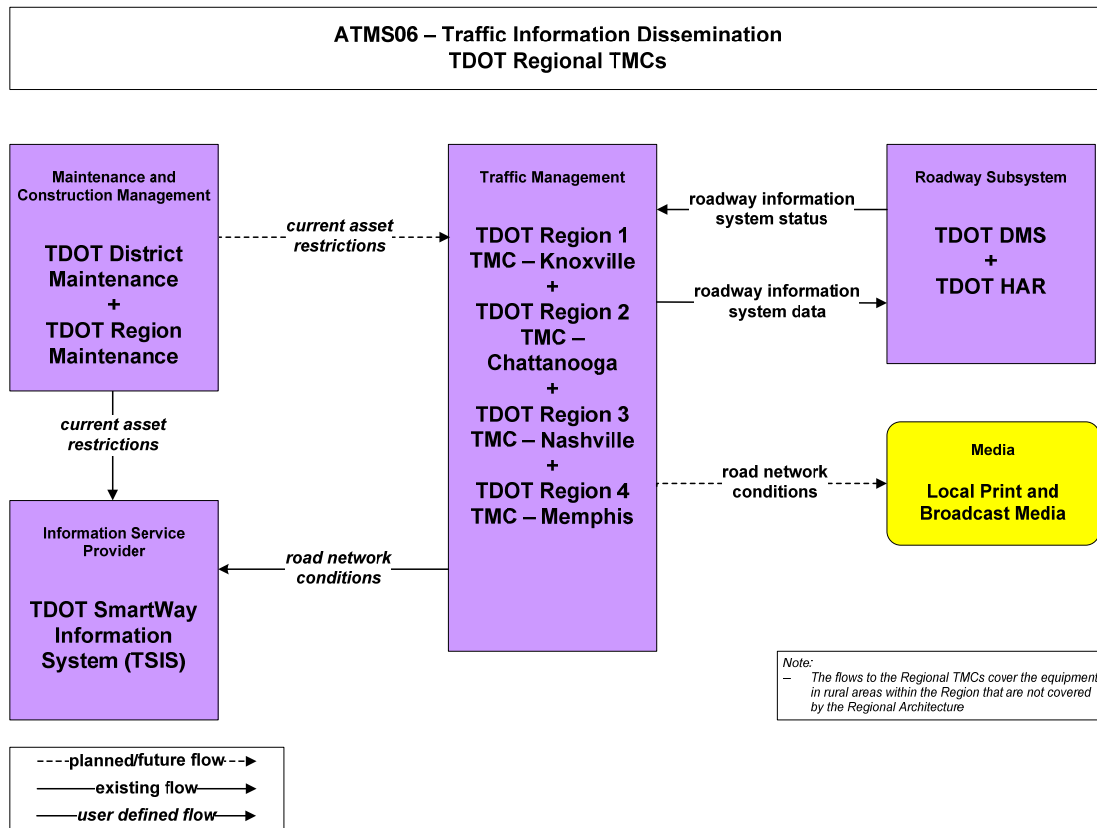 ATMS06 – Traffic Information Dissemination
TDOT Regional TMCs
Maintenance and
Construction Management
TDOT District
Maintenance
+
TDOT Region
Maintenance
current asset
restrictions
Traffic Management
TDOT Region 1
TMC – Knoxville
+
TDOT Region 2
TMC –
Chattanooga
+
TDOT Region 3
TMC – Nashville
+
TDOT Region 4
TMC – Memphis
roadway information
system status
roadway information
system data
Roadway Subsystem
TDOT DMS
+
TDOT HAR
current asset
restrictions
road network
conditions
Media
Local Print and
Broadcast Media
Information Service
Provider
TDOT SmartWay
Information
System (TSIS)
road network
conditions
Note:
– The flows to the Regional TMCs cover the equipment
in rural areas within the Region that are not covered
by the Regional Architecture
planned/future flow
existing flow
user defined flow